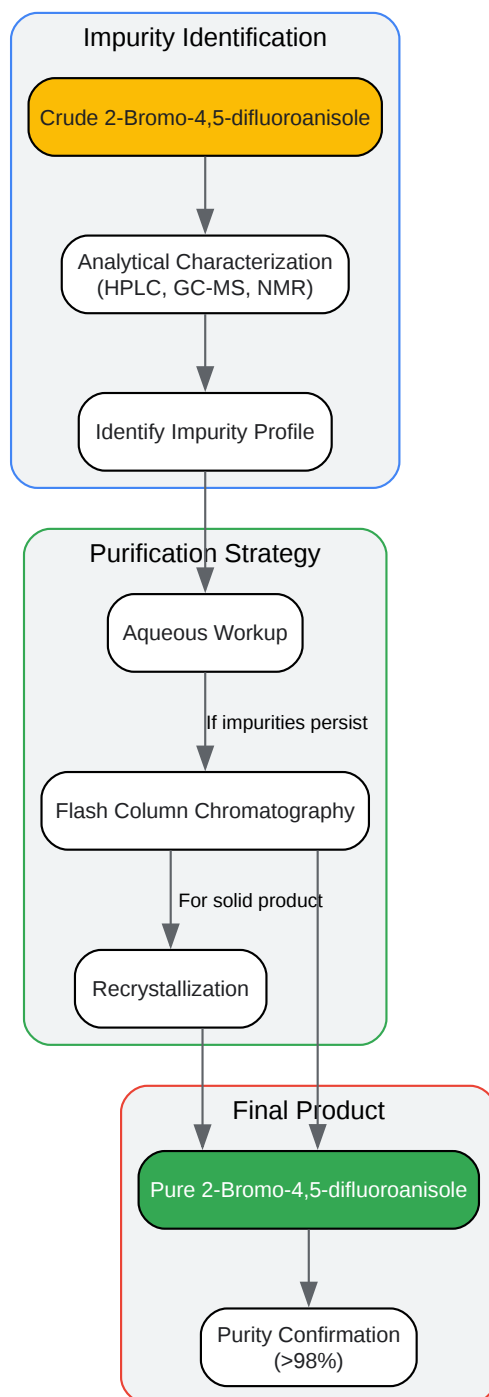 Impurity Identification
Crude 2-Bromo-4,5-difluoroanisole
Analytical Characterization
(HPLC, GC-MS, NMR)
Identify Impurity Profile
Purification Strategy
Aqueous Workup
If impurities persist
Flash Column Chromatography
For solid product
Recrystallization
Final Product
Pure 2-Bromo-4,5-difluoroanisole
Purity Confirmation
(>98%)